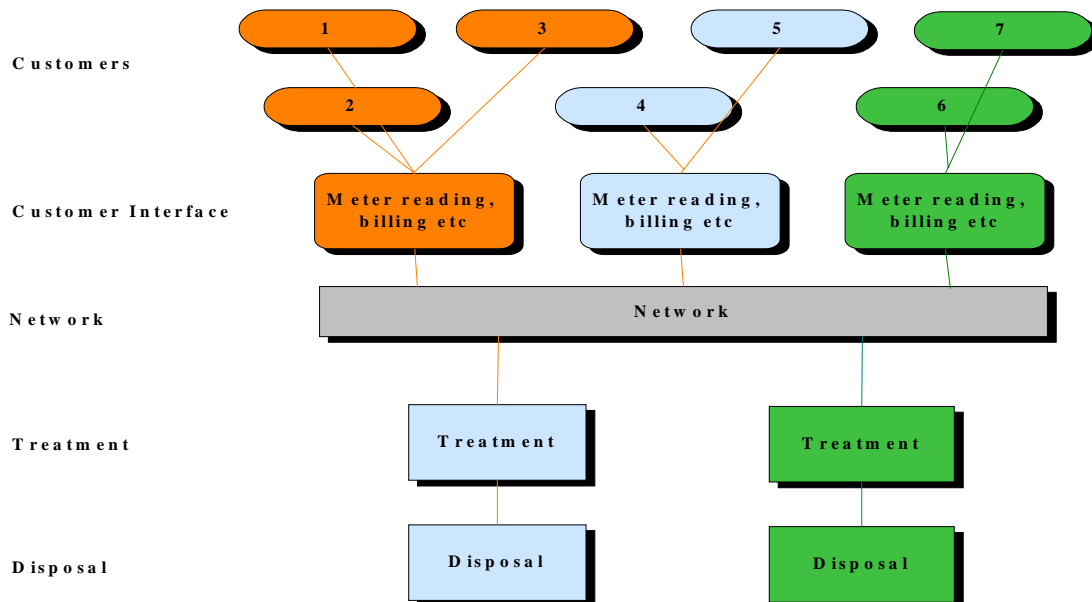 1
3
5
7
Customers
2
4
6
Customer Interface
Meter reading,
billing etc
Meter reading,
billing etc
Meter reading,
billing etc
Network
Network
Treatment
Treatment
Treatment
Disposal
Disposal
Disposal